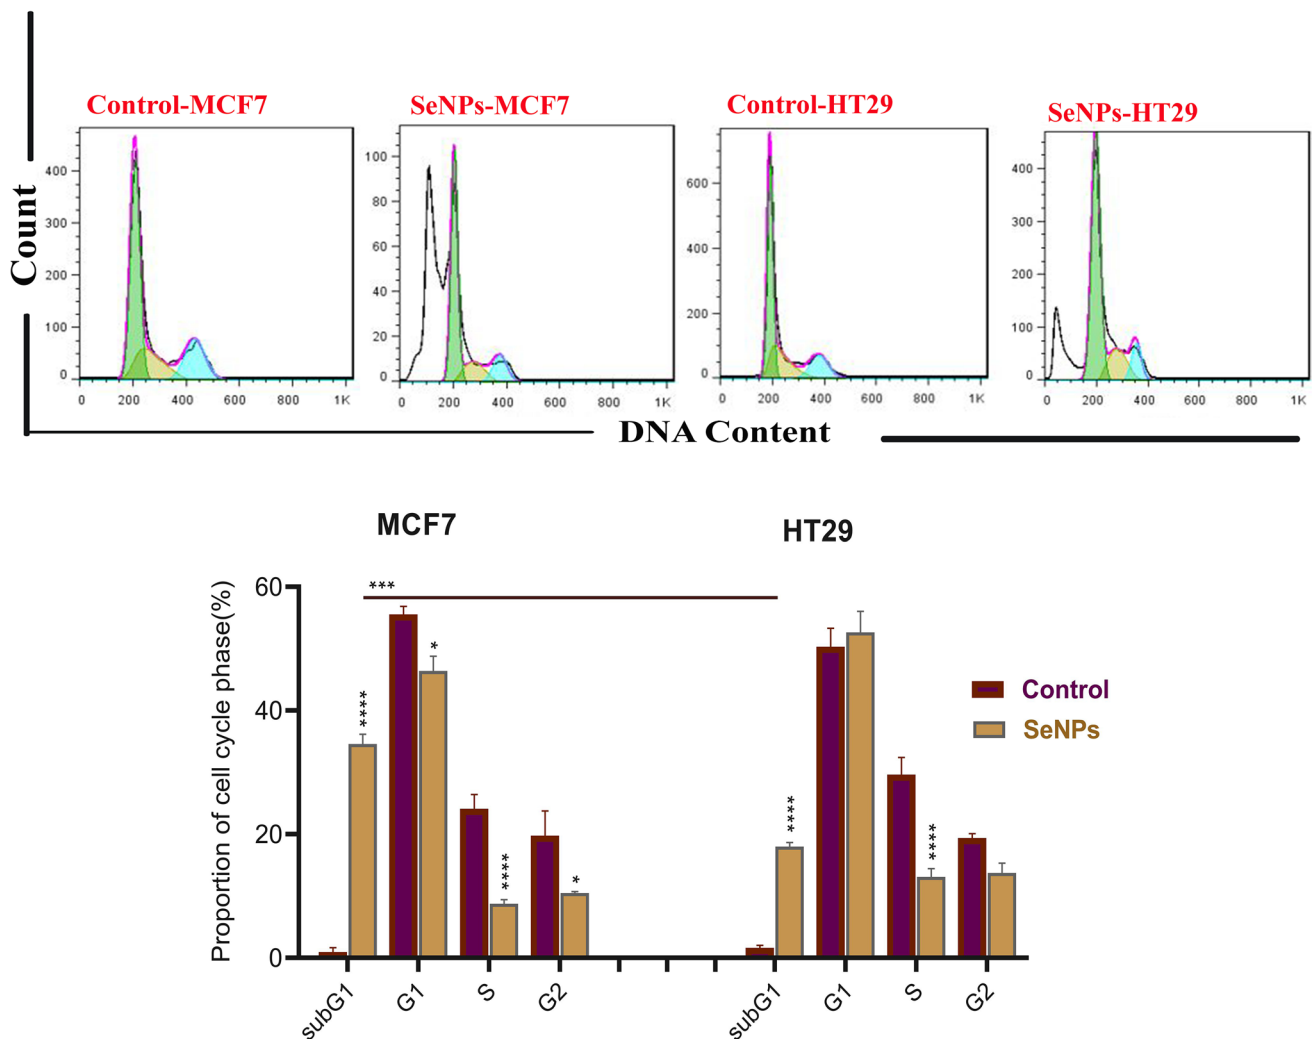 Control-MCF7
SeNPs-MCF7
Control-HT29
SeNPs-HT29
Count
400
300
200
100
0
0 200 400 600 800 1K
100
80
60
40
20
0
0 200 400 600 800 1K
600
400
200
0
0 200 400 600 800 1K
400
300
200
100
0
0 200 400 600 800 1K
DNA Content
MCF7
HT29
Proportion of cell cycle phase(%)
60
40
20
0
***
****
*
****
*
****
****
Control
SeNPs
subG1 G1 S G2 subG1 G1 S G2